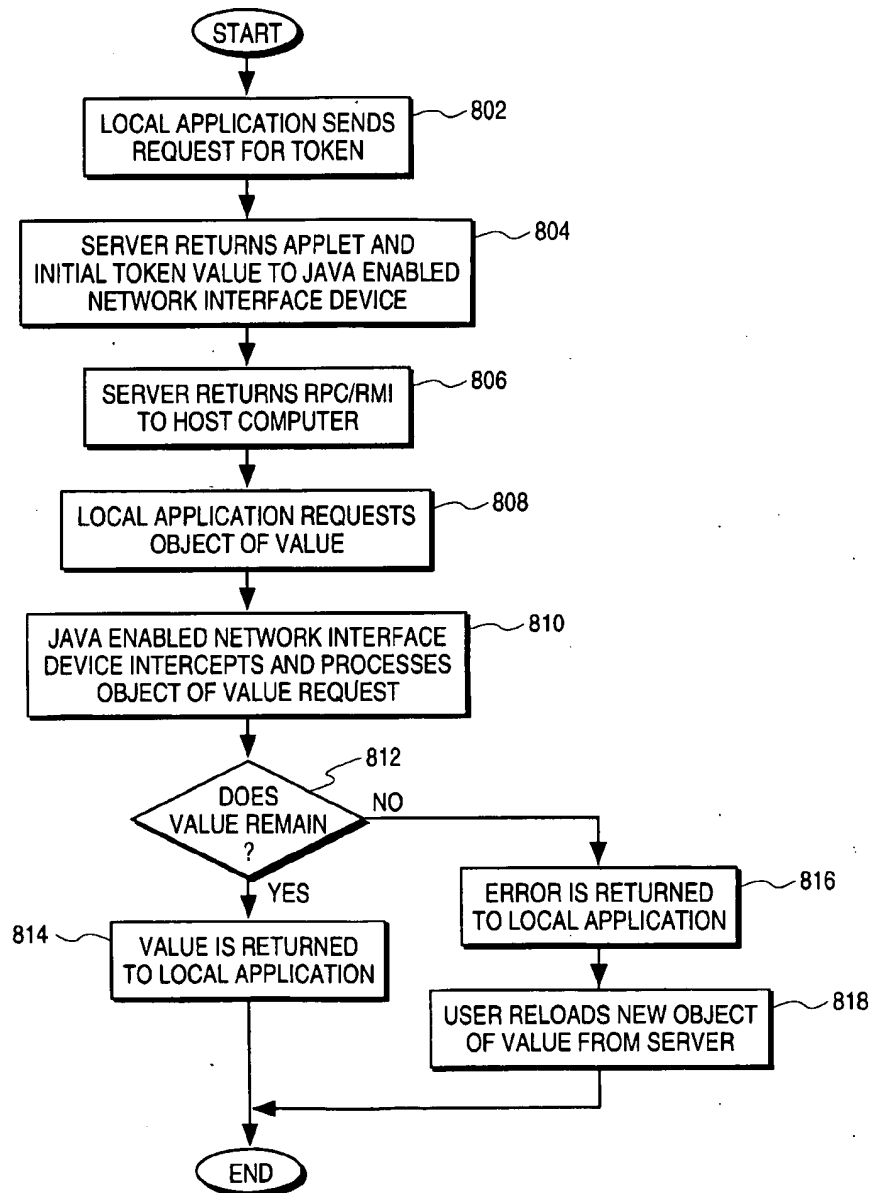 START
LOCAL APPLICATION SENDS
REQUEST FOR TOKEN
802
SERVER RETURNS APPLET AND
INITIAL TOKEN VALUE TO JAVA ENABLED
NETWORK INTERFACE DEVICE
804
SERVER RETURNS RPC/RMI
TO HOST COMPUTER
806
LOCAL APPLICATION REQUESTS
OBJECT OF VALUE
808
JAVA ENABLED NETWORK INTERFACE
DEVICE INTERCEPTS AND PROCESSES
OBJECT OF VALUE REQUEST
810
DOES
VALUE REMAIN
?
812
NO
YES
814
VALUE IS RETURNED
TO LOCAL APPLICATION
ERROR IS RETURNED
TO LOCAL APPLICATION
816
USER RELOADS NEW OBJECT
OF VALUE FROM SERVER
818
END